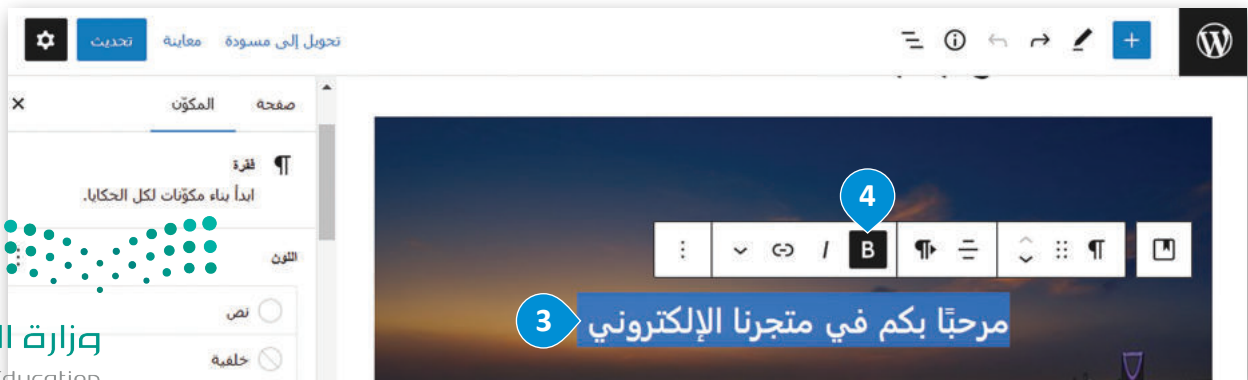 تحويل إلى مسودة معاينة تحديث
صفحة المكوّن
فقرة
ابدأ بناء مكوّنات لكل الحكايا.
اللون
نص
خلفية
4
B I
3
مرحبًا بكم في متجرنا الإلكتروني
وزارة